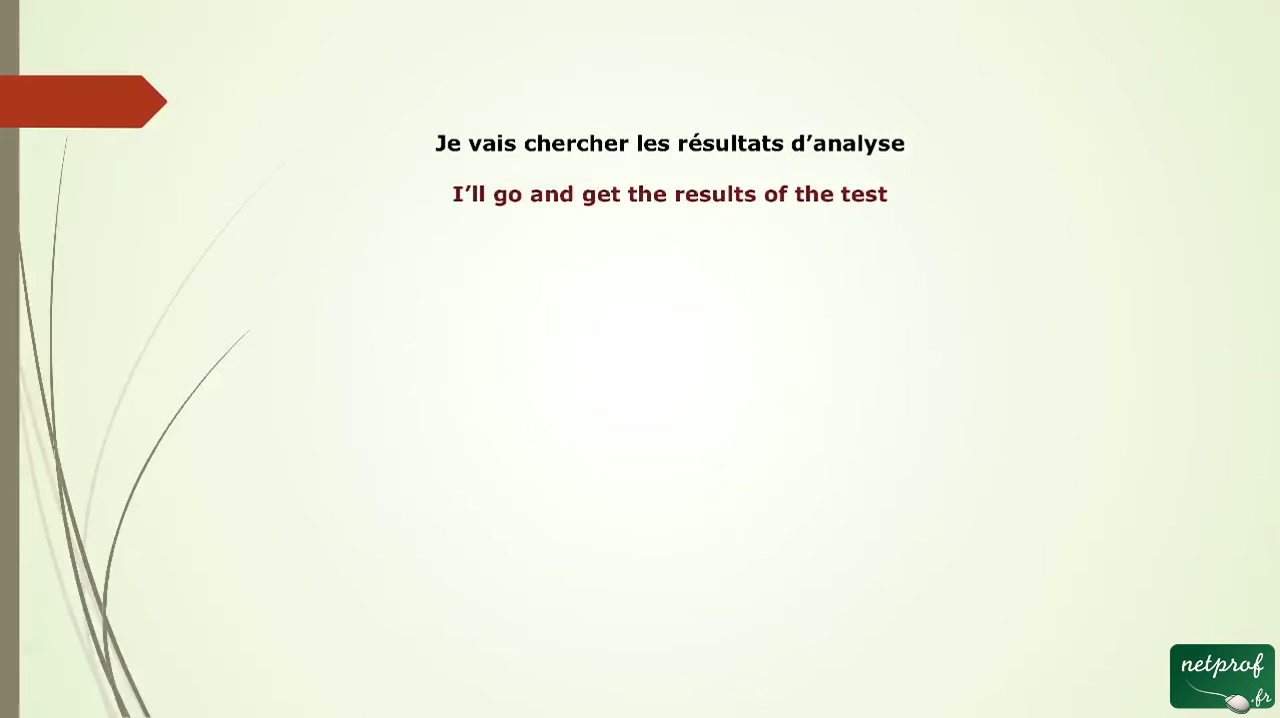 Je vais chercher les résultats d’analyse
I’ll go and get the results of the test
netprof
.fr